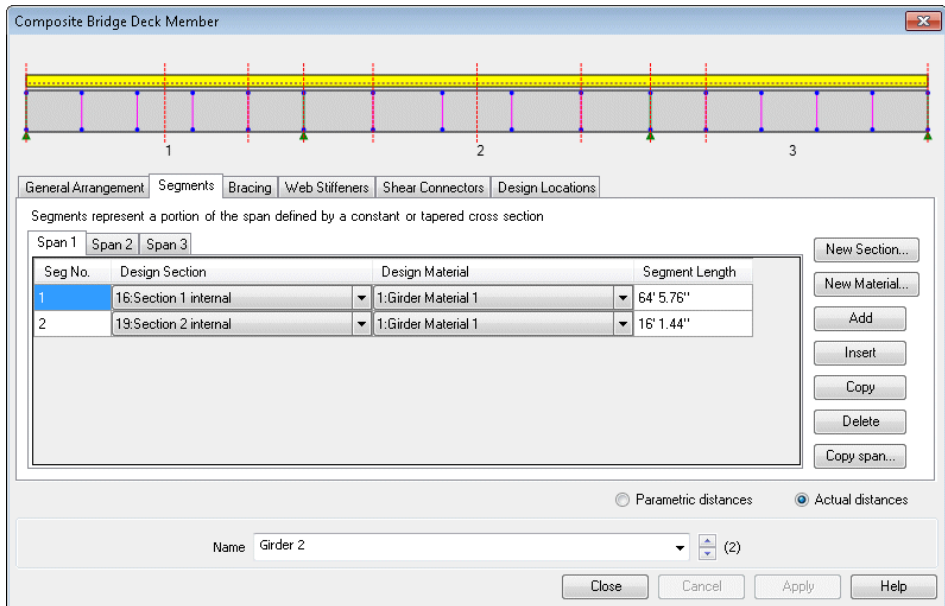 Composite Bridge Deck Member
1 2 3
General Arrangement Segments Bracing Web Stiffeners Shear Connectors Design Locations
Segments represent a portion of the span defined by a constant or tapered cross section
Span 1 Span 2 Span 3
New Section...
Seg No. Design Section Design Material Segment Length
1 16:Section 1 internal 1:Girder Material 1 64' 5.76"
New Material...
2 19:Section 2 internal 1:Girder Material 1 16' 1.44"
Add
Insert
Copy
Delete
Copy span...
Parametric distances Actual distances
Name Girder 2 (2)
Close Cancel Apply Help